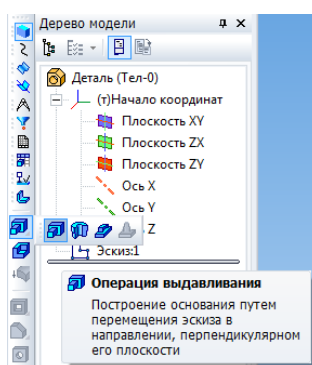 Дерево модели
Деталь (Тел-0)
(т)Начало координат
Плоскость XY
Плоскость ZX
Плоскость ZY
Ось X
Ось Y
Z
Эскиз:1
Операция выдавливания
Построение основания путем
перемещения эскиза в
направлении, перпендикулярном
его плоскости